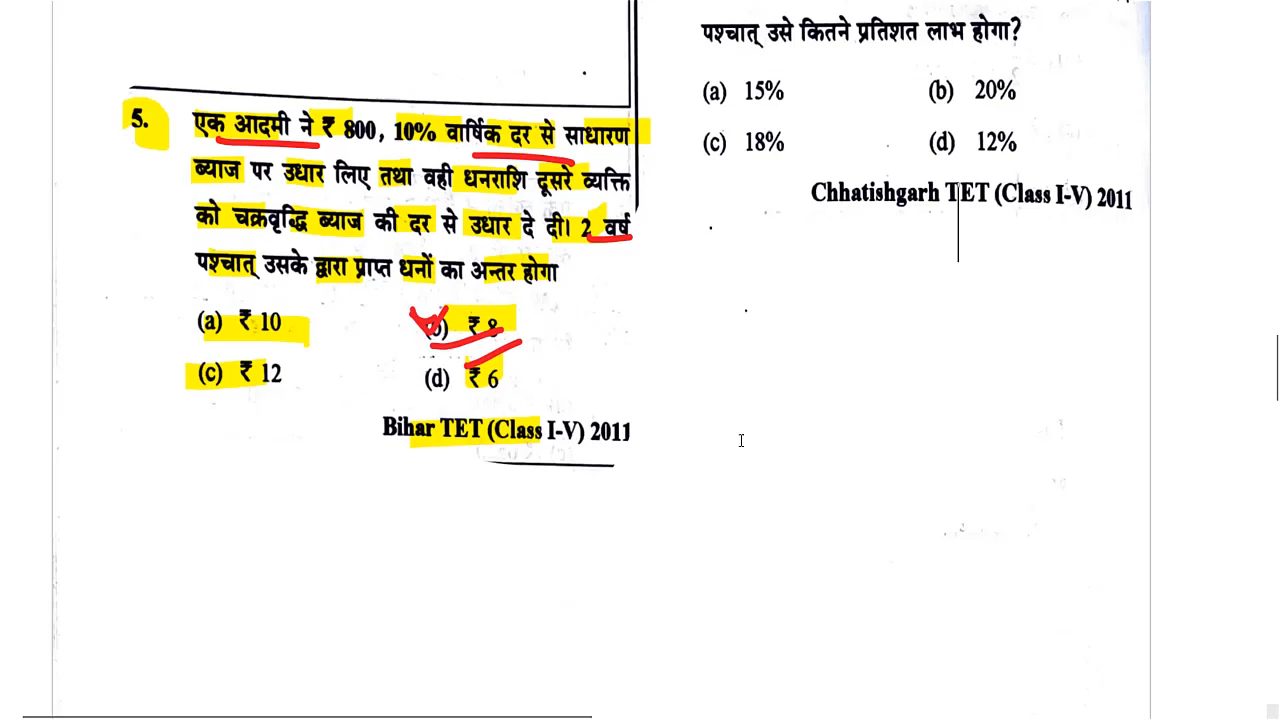 5. एक आदमी ने ₹ 800, 10% वार्षिक दर से साधारण
ब्याज पर उधार लिए तथा वही धनराशि दूसरे व्यक्ति
को चक्रवृद्धि ब्याज की दर से उधार दे दी। 2 वर्ष
पश्चात् उसके द्वारा प्राप्त धनों का अन्तर होगा
(a) ₹ 10
(b) ₹ 8
(c) ₹ 12
(d) ₹ 6
Bihar TET (Class I-V) 2011
पश्चात् उसे कितने प्रतिशत लाभ होगा?
(a) 15%
(b) 20%
(c) 18%
(d) 12%
Chhatishgarh TET (Class I-V) 2011